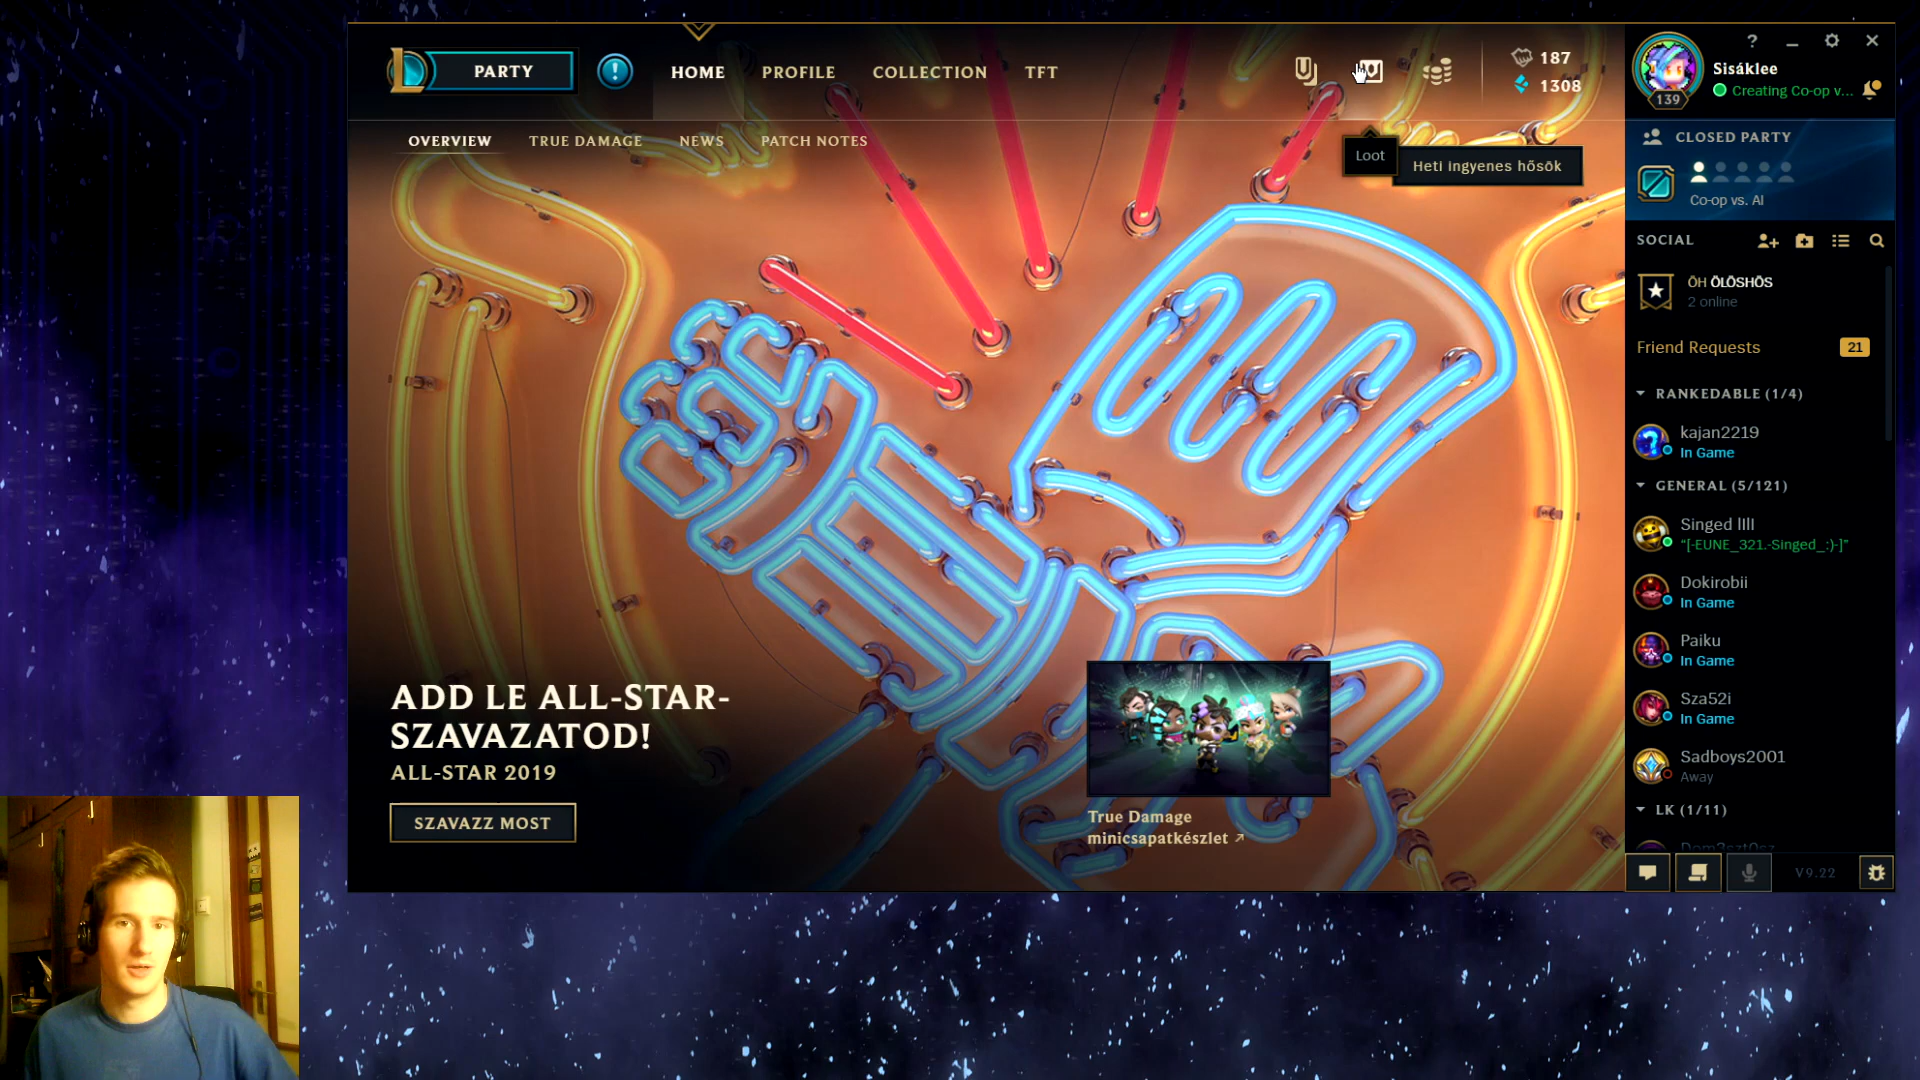 PARTY
HOME
PROFILE
COLLECTION
TFT
187
1308
OVERVIEW
TRUE DAMAGE
NEWS
PATCH NOTES
Loot
Heti ingyenes hősök
ADD LE ALL-STAR-
SZAVAZATOD!
ALL-STAR 2019
SZAVAZZ MOST
True Damage
minicsapatkészlet
?
139
Sisáklee
Creating Co-op v...
CLOSED PARTY
Co-op vs. AI
SOCIAL
ÖH ÖLÖSHÖS
2 online
Friend Requests
21
RANKEDABLE (1/4)
kajan2219
In Game
GENERAL (5/121)
Singed lIll
"[-EUNE_321.-Singed_:)-]"
Dokirobii
In Game
Paiku
In Game
Sza52i
In Game
Sadboys2001
Away
LK (1/11)
V9.22